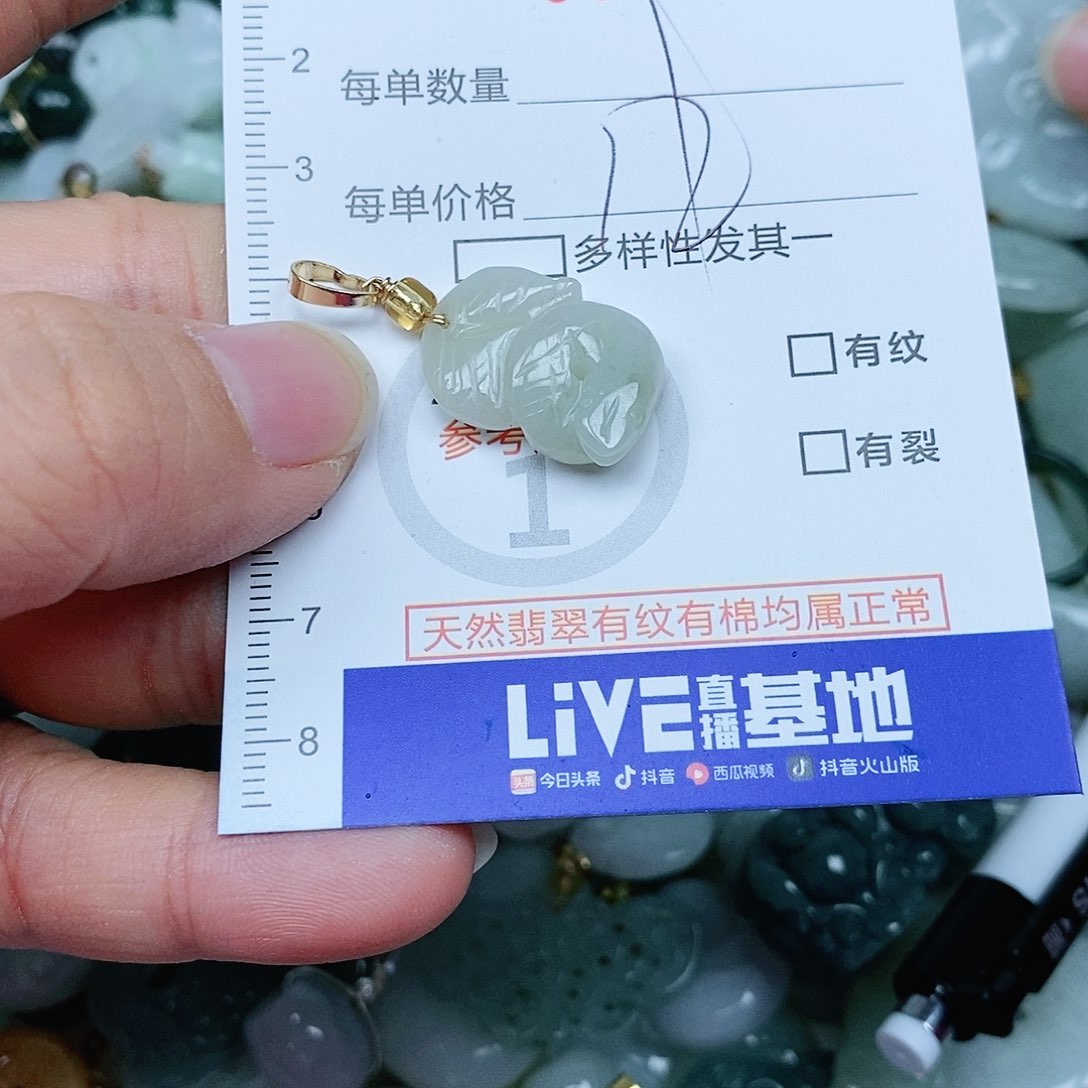 2
每单数量
3
每单价格
多样性发其一
有纹
参考
有裂
1
7
天然翡翠有纹有棉均属正常
LiVE直播基地
8
今日头条 抖音 西瓜视频 抖音火山版